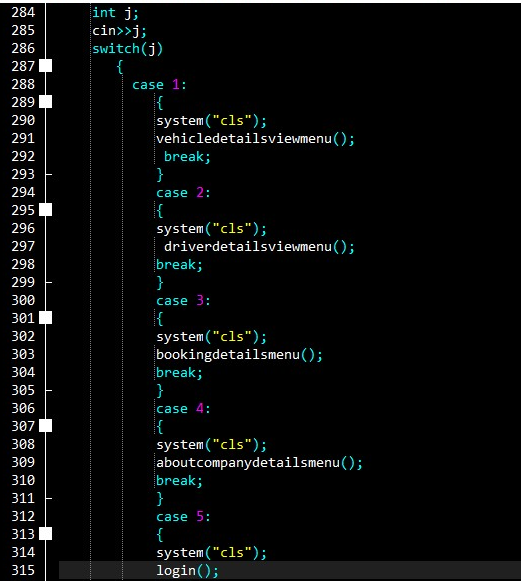 284 int j;
285 cin>>j;
286 switch(j)
287 {
288 case 1:
289 {
290 system("cls");
291 vehicledetailsviewmenu();
292 break;
293 }
294 case 2:
295 {
296 system("cls");
297 driverdetailsviewmenu();
298 break;
299 }
300 case 3:
301 {
302 system("cls");
303 bookingdetailsmenu();
304 break;
305 }
306 case 4:
307 {
308 system("cls");
309 aboutcompanydetailsmenu();
310 break;
311 }
312 case 5:
313 {
314 system("cls");
315 login();